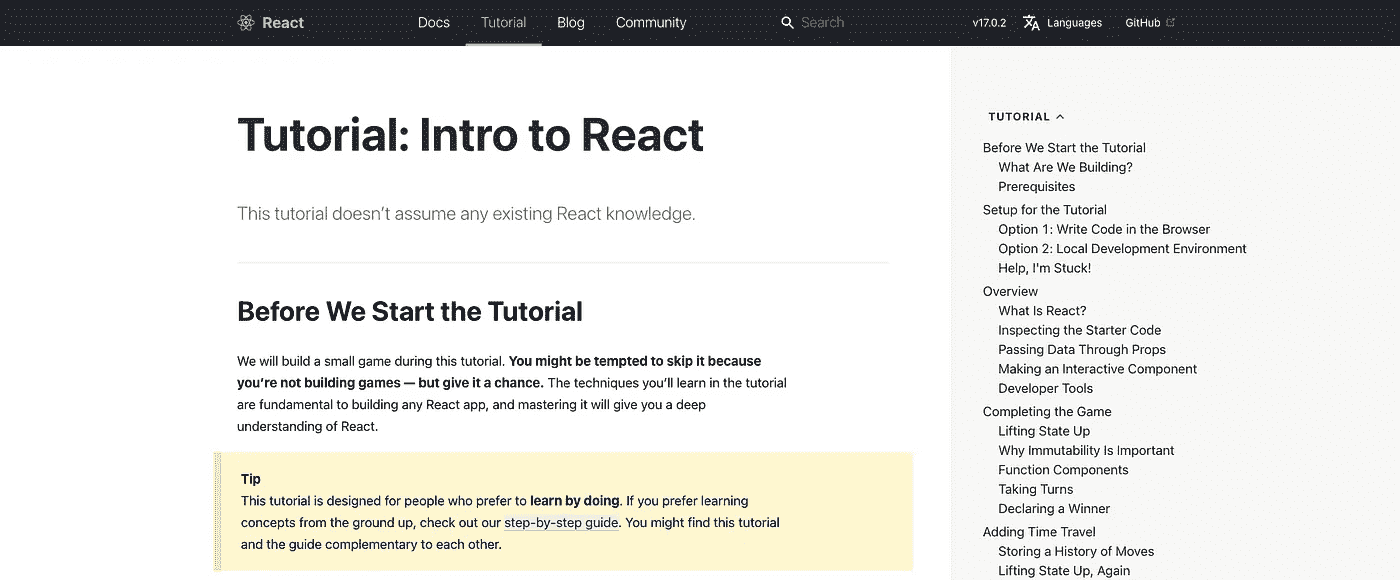 React Docs Tutorial Blog Community Search v17.0.2 Languages GitHub
Tutorial: Intro to React
This tutorial doesn’t assume any existing React knowledge.
Before We Start the Tutorial
We will build a small game during this tutorial. You might be tempted to skip it because
you’re not building games — but give it a chance. The techniques you’ll learn in the tutorial
are fundamental to building any React app, and mastering it will give you a deep
understanding of React.
Tip
This tutorial is designed for people who prefer to learn by doing. If you prefer learning
concepts from the ground up, check out our step-by-step guide. You might find this tutorial
and the guide complementary to each other.
TUTORIAL
Before We Start the Tutorial
What Are We Building?
Prerequisites
Setup for the Tutorial
Option 1: Write Code in the Browser
Option 2: Local Development Environment
Help, I'm Stuck!
Overview
What Is React?
Inspecting the Starter Code
Passing Data Through Props
Making an Interactive Component
Developer Tools
Completing the Game
Lifting State Up
Why Immutability Is Important
Function Components
Taking Turns
Declaring a Winner
Adding Time Travel
Storing a History of Moves
Lifting State Up, Again